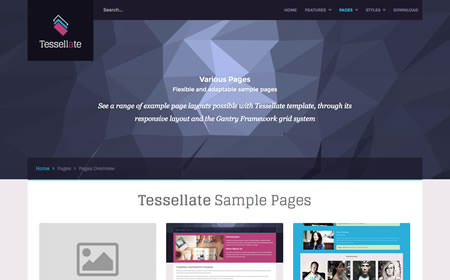 Search...
HOME FEATURES PAGES STYLES DOWNLOAD
Tessellate
Various Pages
Flexible and adaptable sample pages
See a range of example page layouts possible with Tessellate template, through its
responsive layout and the Gantry Framework grid system
Home Pages Pages Overview
Tessellate Sample Pages